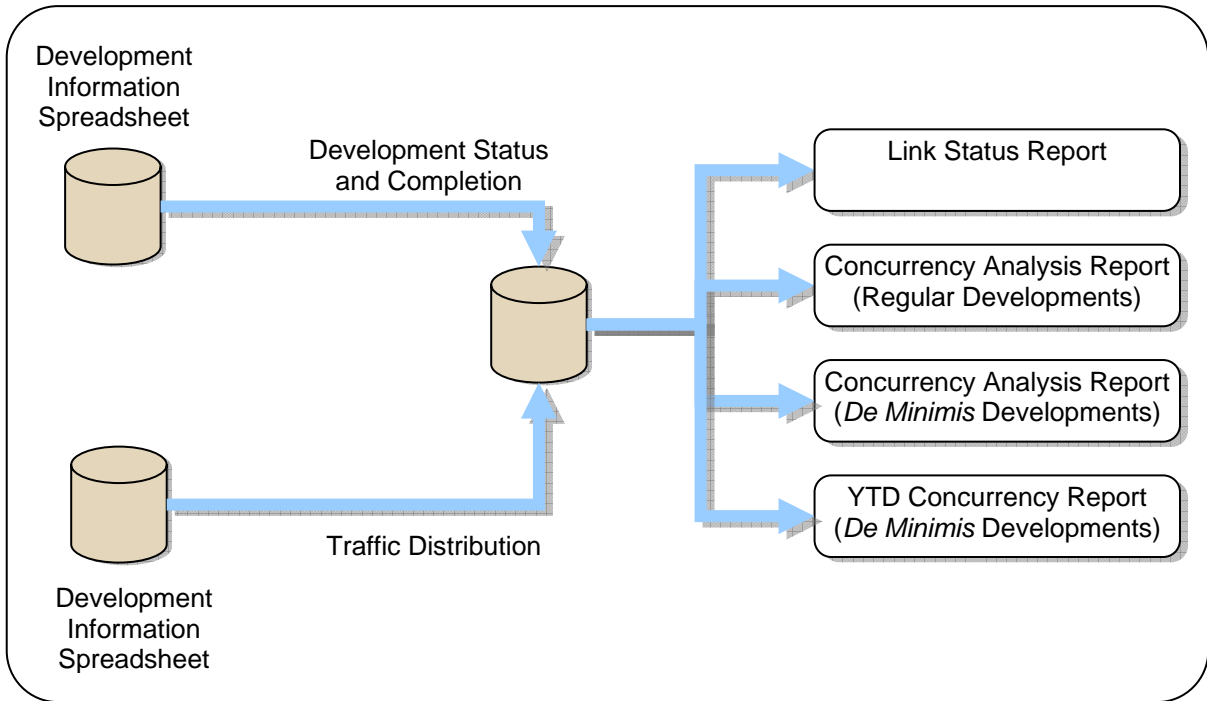 Development
Information
Spreadsheet
Development Status
and Completion
Link Status Report
Concurrency Analysis Report
(Regular Developments)
Concurrency Analysis Report
(De Minimis Developments)
YTD Concurrency Report
(De Minimis Developments)
Traffic Distribution
Development
Information
Spreadsheet